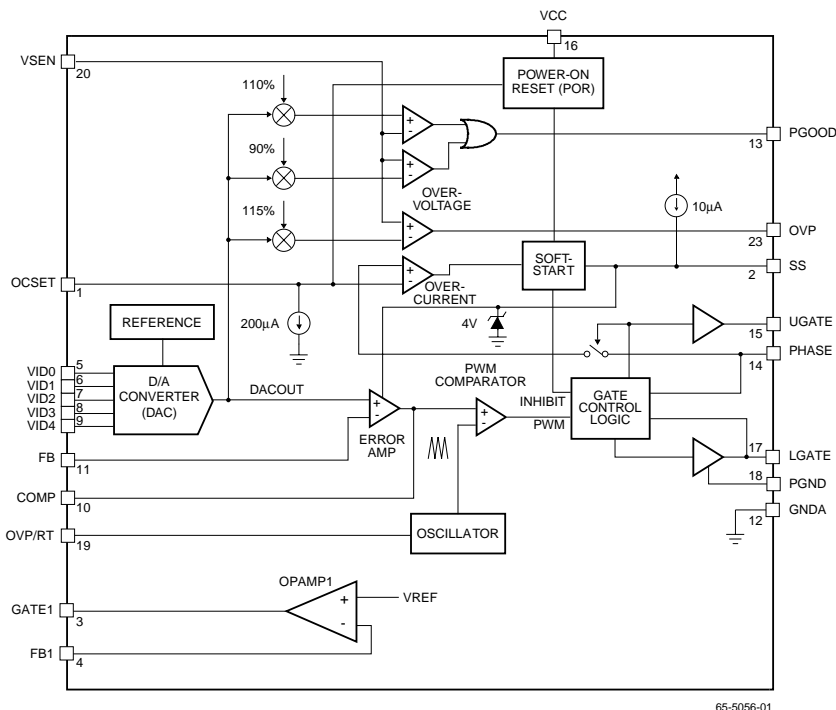 VCC
16
VSEN
20
POWER-ON
RESET (POR)
110%
+
-
PGOOD
13
90%
+
-
OVER-
VOLTAGE
10µA
115%
+
-
OVP
23
SOFT-
START
SS
2
+
-
OVER-
CURRENT
OCSET
1
REFERENCE
200µA
4V
UGATE
15
PHASE
14
VID0
5
VID1
6
VID2
7
VID3
8
VID4
9
D/A
CONVERTER
(DAC)
DACOUT
PWM
COMPARATOR
+
-
ERROR
AMP
+
-
INHIBIT
PWM
GATE
CONTROL
LOGIC
FB
11
17
LGATE
18
PGND
COMP
10
GNDA
12
OVP/RT
19
OSCILLATOR
OPAMP1
+
-
VREF
GATE1
3
FB1
4
65-5056-01